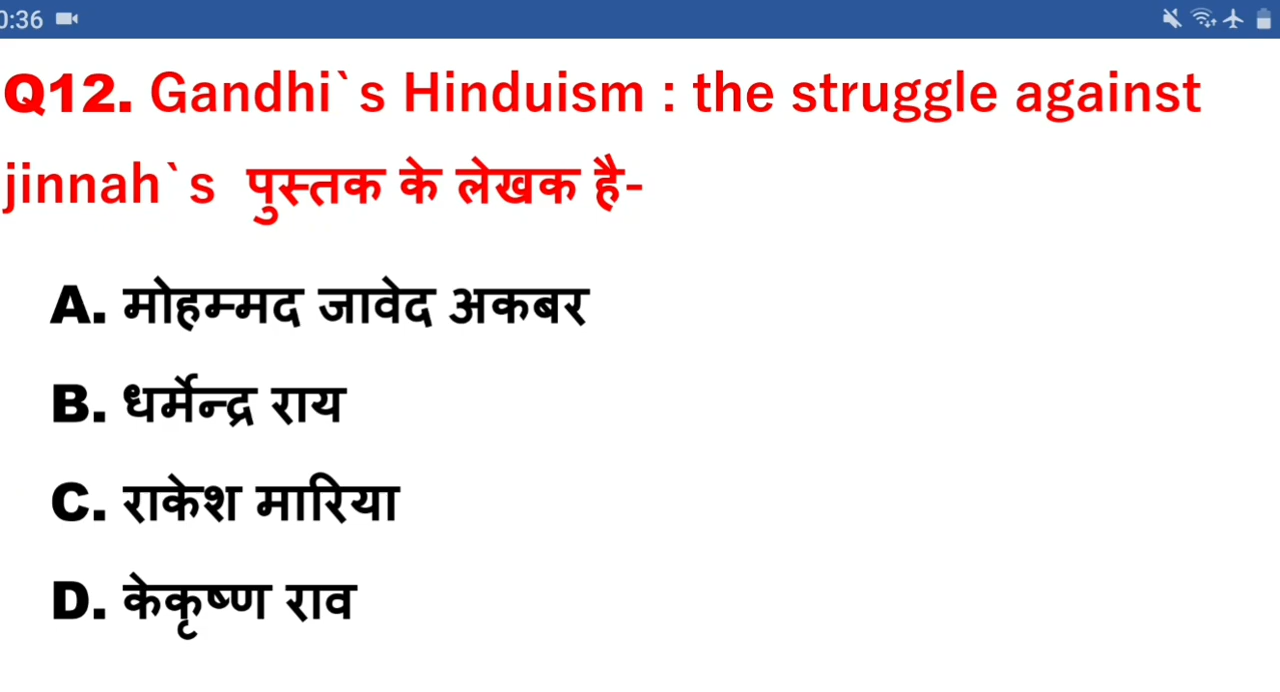 0:36
Q12. Gandhi`s Hinduism : the struggle against
jinnah`s पुस्तक के लेखक है-
A. मोहम्मद जावेद अकबर
B. धर्मेन्द्र राय
C. राकेश मारिया
D. केकृष्ण राव